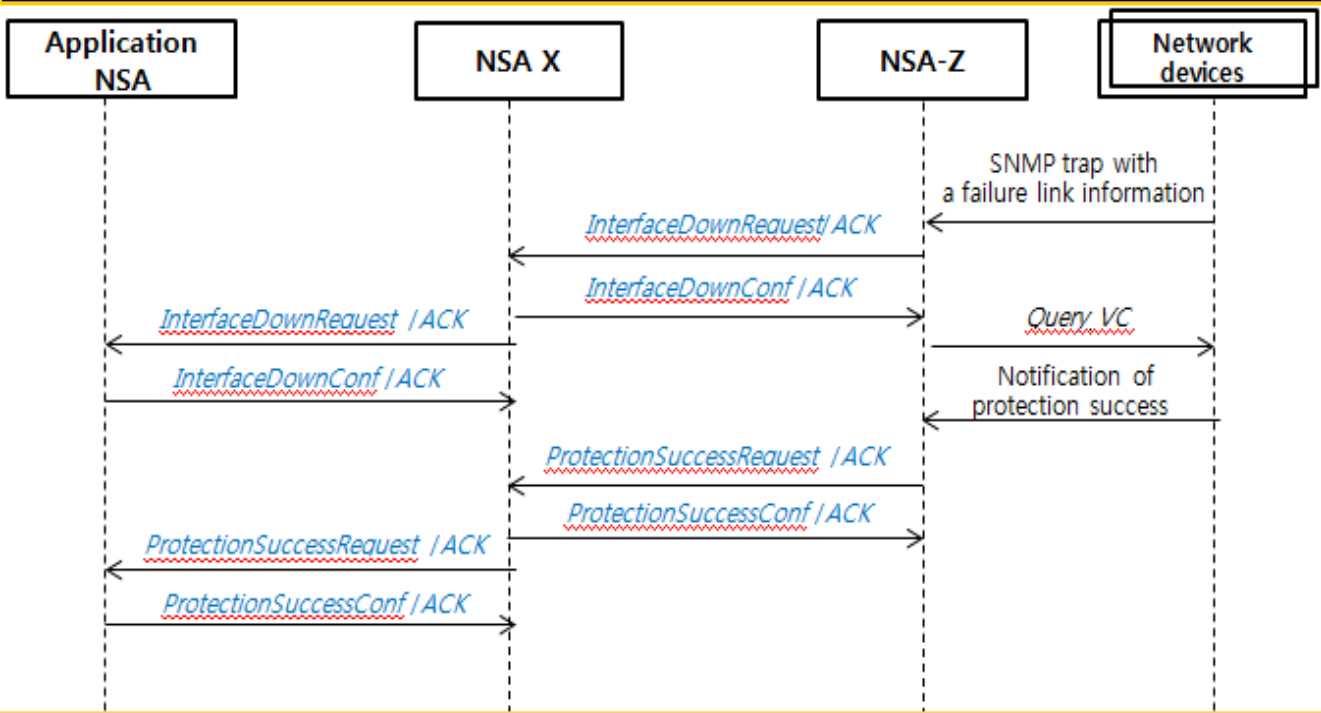 Application
NSA
NSA X
NSA-Z
Network
devices
SNMP trap with
a failure link information
InterfaceDownRequest/ ACK
InterfaceDownConf / ACK
InterfaceDownRequest / ACK
Query VC
InterfaceDownConf / ACK
Notification of
protection success
ProtectionSuccessRequest / ACK
ProtectionSuccessConf / ACK
ProtectionSuccessRequest / ACK
ProtectionSuccessConf / ACK